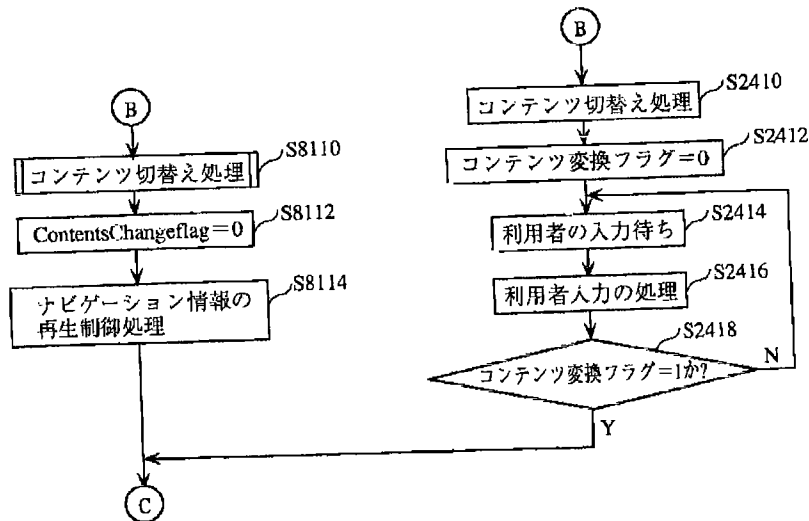 B
コンテンツ切替え処理
S8110
ContentsChangeflag=0
S8112
ナビゲーション情報の
再生制御処理
S8114
B
コンテンツ切替え処理
S2410
コンテンツ変換フラグ=0
S2412
利用者の入力待ち
S2414
利用者入力の処理
S2416
コンテンツ変換フラグ=1か?
S2418
N
Y
C